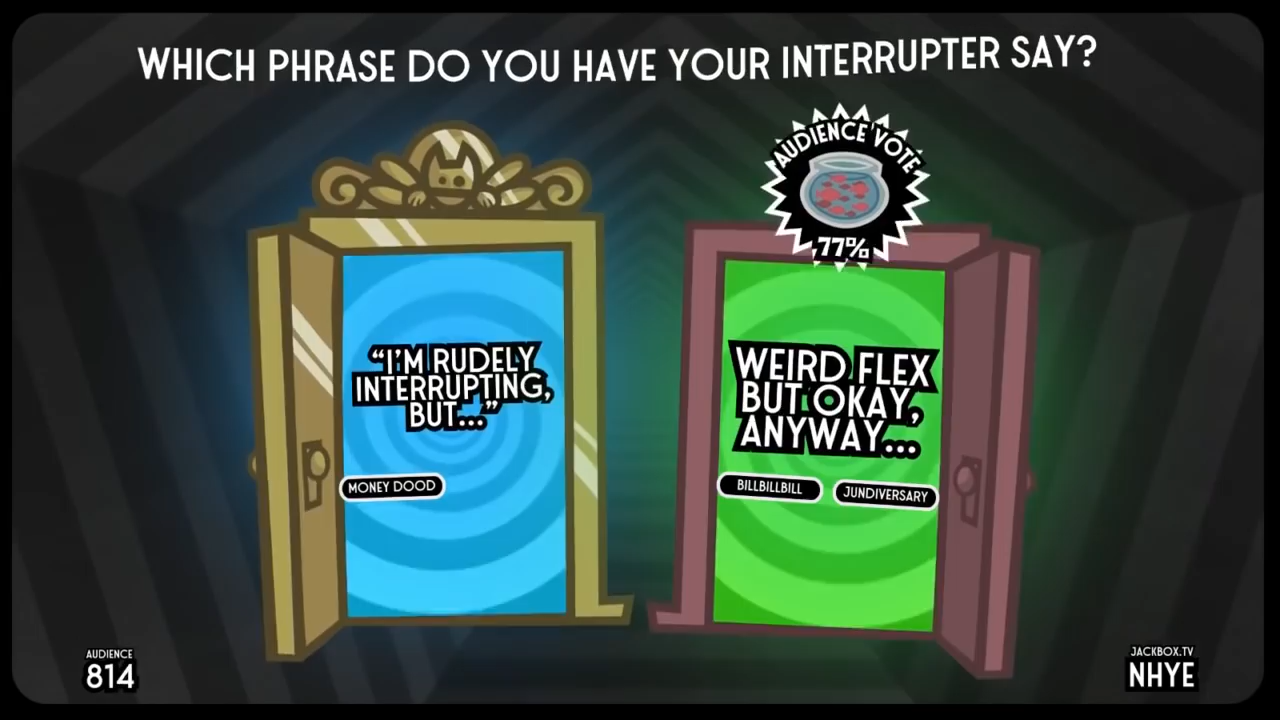 WHICH PHRASE DO YOU HAVE YOUR INTERRUPTER SAY?
AUDIENCE VOTE
77%
“I'M RUDELY
INTERRUPTING,
BUT...”
MONEY DOOD
WEIRD FLEX
BUT OKAY,
ANYWAY...
BILLBILLBILL
JUNDIVERSARY
AUDIENCE
814
JACKBOX.TV
NHYE